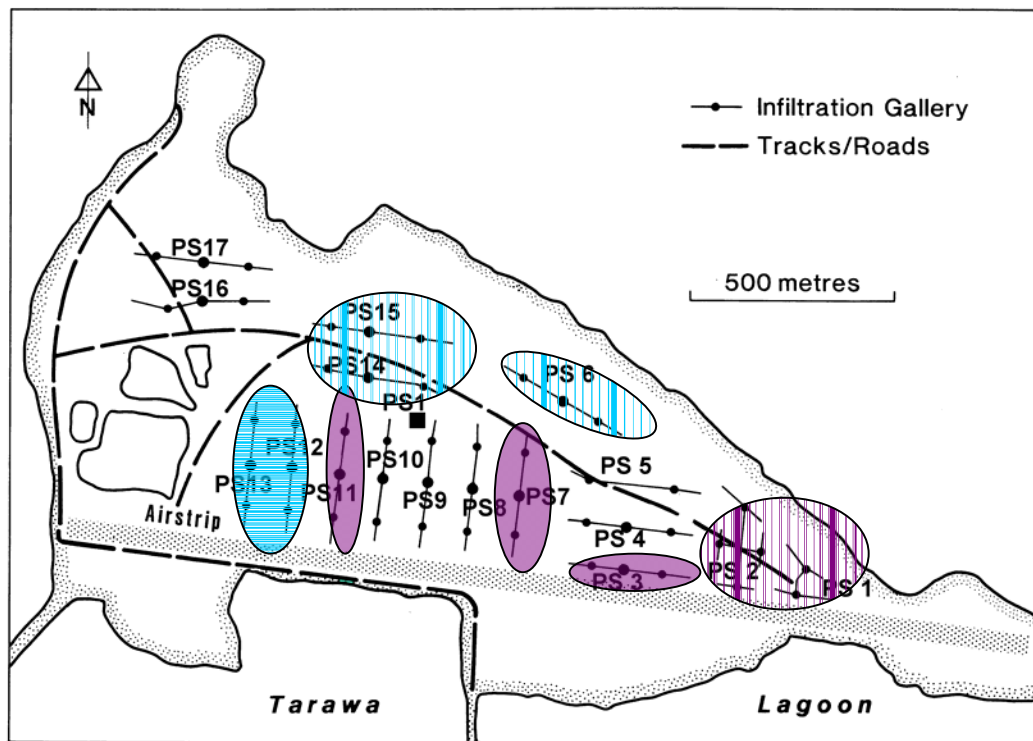 N
Infiltration Gallery
Tracks/Roads
500 metres
PS17
PS16
PS15
PS14
PS 6
PS1
PS12
PS13
PS11
PS10
PS9
PS8
PS7
PS 5
PS 4
PS 3
PS 2
PS 1
Airstrip
Tarawa
Lagoon